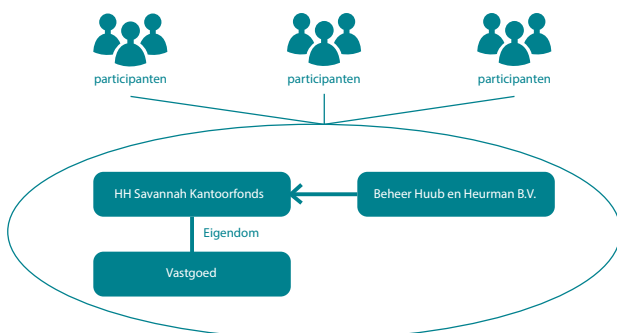 participanten
participanten
participanten
HH Savannah Kantoorfonds
Beheer Huub en Heurman B.V.
Eigendom
Vastgoed